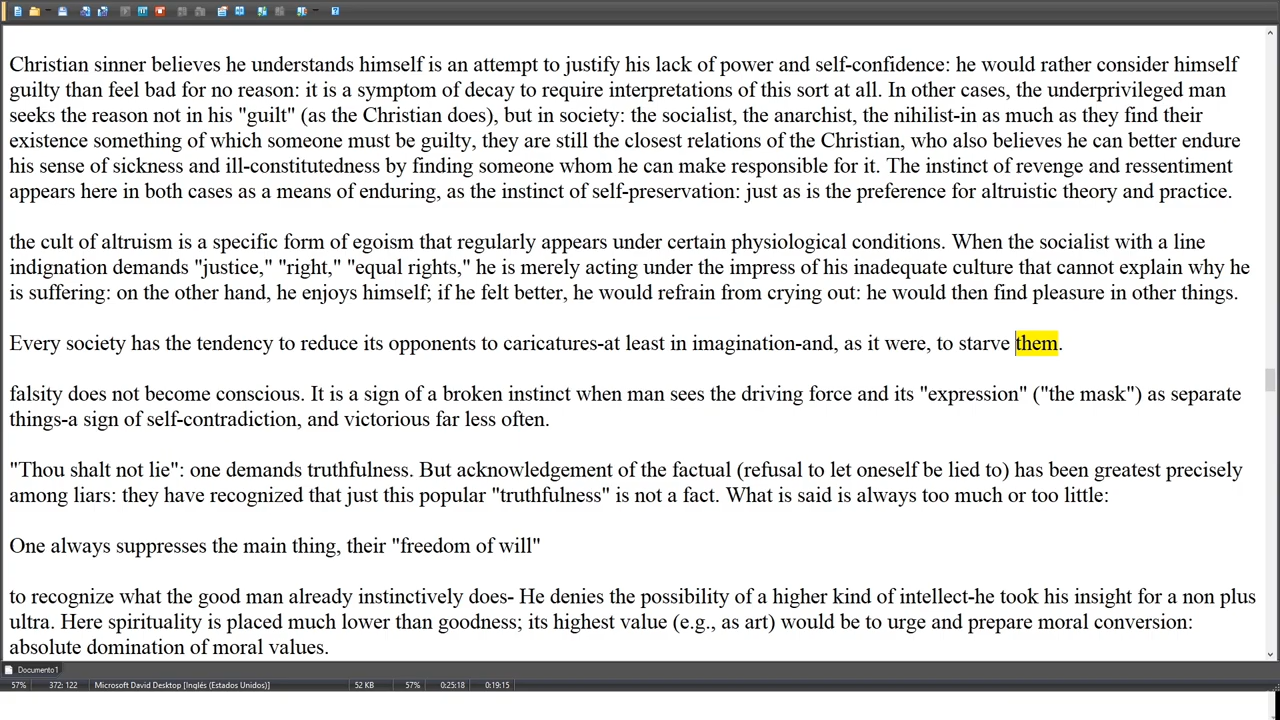 Christian sinner believes he understands himself is an attempt to justify his lack of power and self-confidence: he would rather consider himself
guilty than feel bad for no reason: it is a symptom of decay to require interpretations of this sort at all. In other cases, the underprivileged man
seeks the reason not in his "guilt" (as the Christian does), but in society: the socialist, the anarchist, the nihilist-in as much as they find their
existence something of which someone must be guilty, they are still the closest relations of the Christian, who also believes he can better endure
his sense of sickness and ill-constitutedness by finding someone whom he can make responsible for it. The instinct of revenge and ressentiment
appears here in both cases as a means of enduring, as the instinct of self-preservation: just as is the preference for altruistic theory and practice.
the cult of altruism is a specific form of egoism that regularly appears under certain physiological conditions. When the socialist with a line
indignation demands "justice," "right," "equal rights," he is merely acting under the impress of his inadequate culture that cannot explain why he
is suffering: on the other hand, he enjoys himself; if he felt better, he would refrain from crying out: he would then find pleasure in other things.
Every society has the tendency to reduce its opponents to caricatures-at least in imagination-and, as it were, to starve them.
falsity does not become conscious. It is a sign of a broken instinct when man sees the driving force and its "expression" ("the mask") as separate
things-a sign of self-contradiction, and victorious far less often.
"Thou shalt not lie": one demands truthfulness. But acknowledgement of the factual (refusal to let oneself be lied to) has been greatest precisely
among liars: they have recognized that just this popular "truthfulness" is not a fact. What is said is always too much or too little:
One always suppresses the main thing, their "freedom of will"
to recognize what the good man already instinctively does- He denies the possibility of a higher kind of intellect-he took his insight for a non plus
ultra. Here spirituality is placed much lower than goodness; its highest value (e.g., as art) would be to urge and prepare moral conversion:
absolute domination of moral values.
Documento1
57% 372: 122 Microsoft David Desktop [Inglés (Estados Unidos)] 52 KB 57% 0:25:18 0:19:15